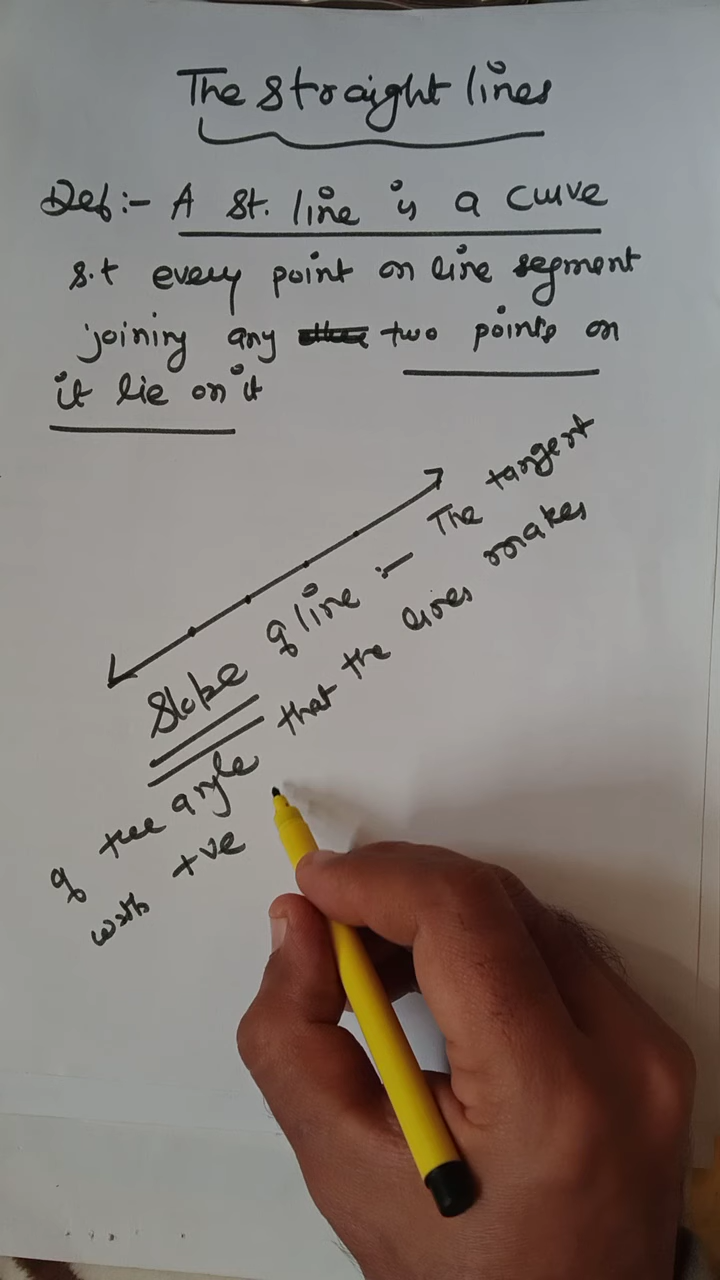 The straight lines
Def:- A st. line is a curve
s.t every point on line segment
joining any two points on
it lie on it
Slope of line :- The tangent
of the angle that the lines makes
with +ve